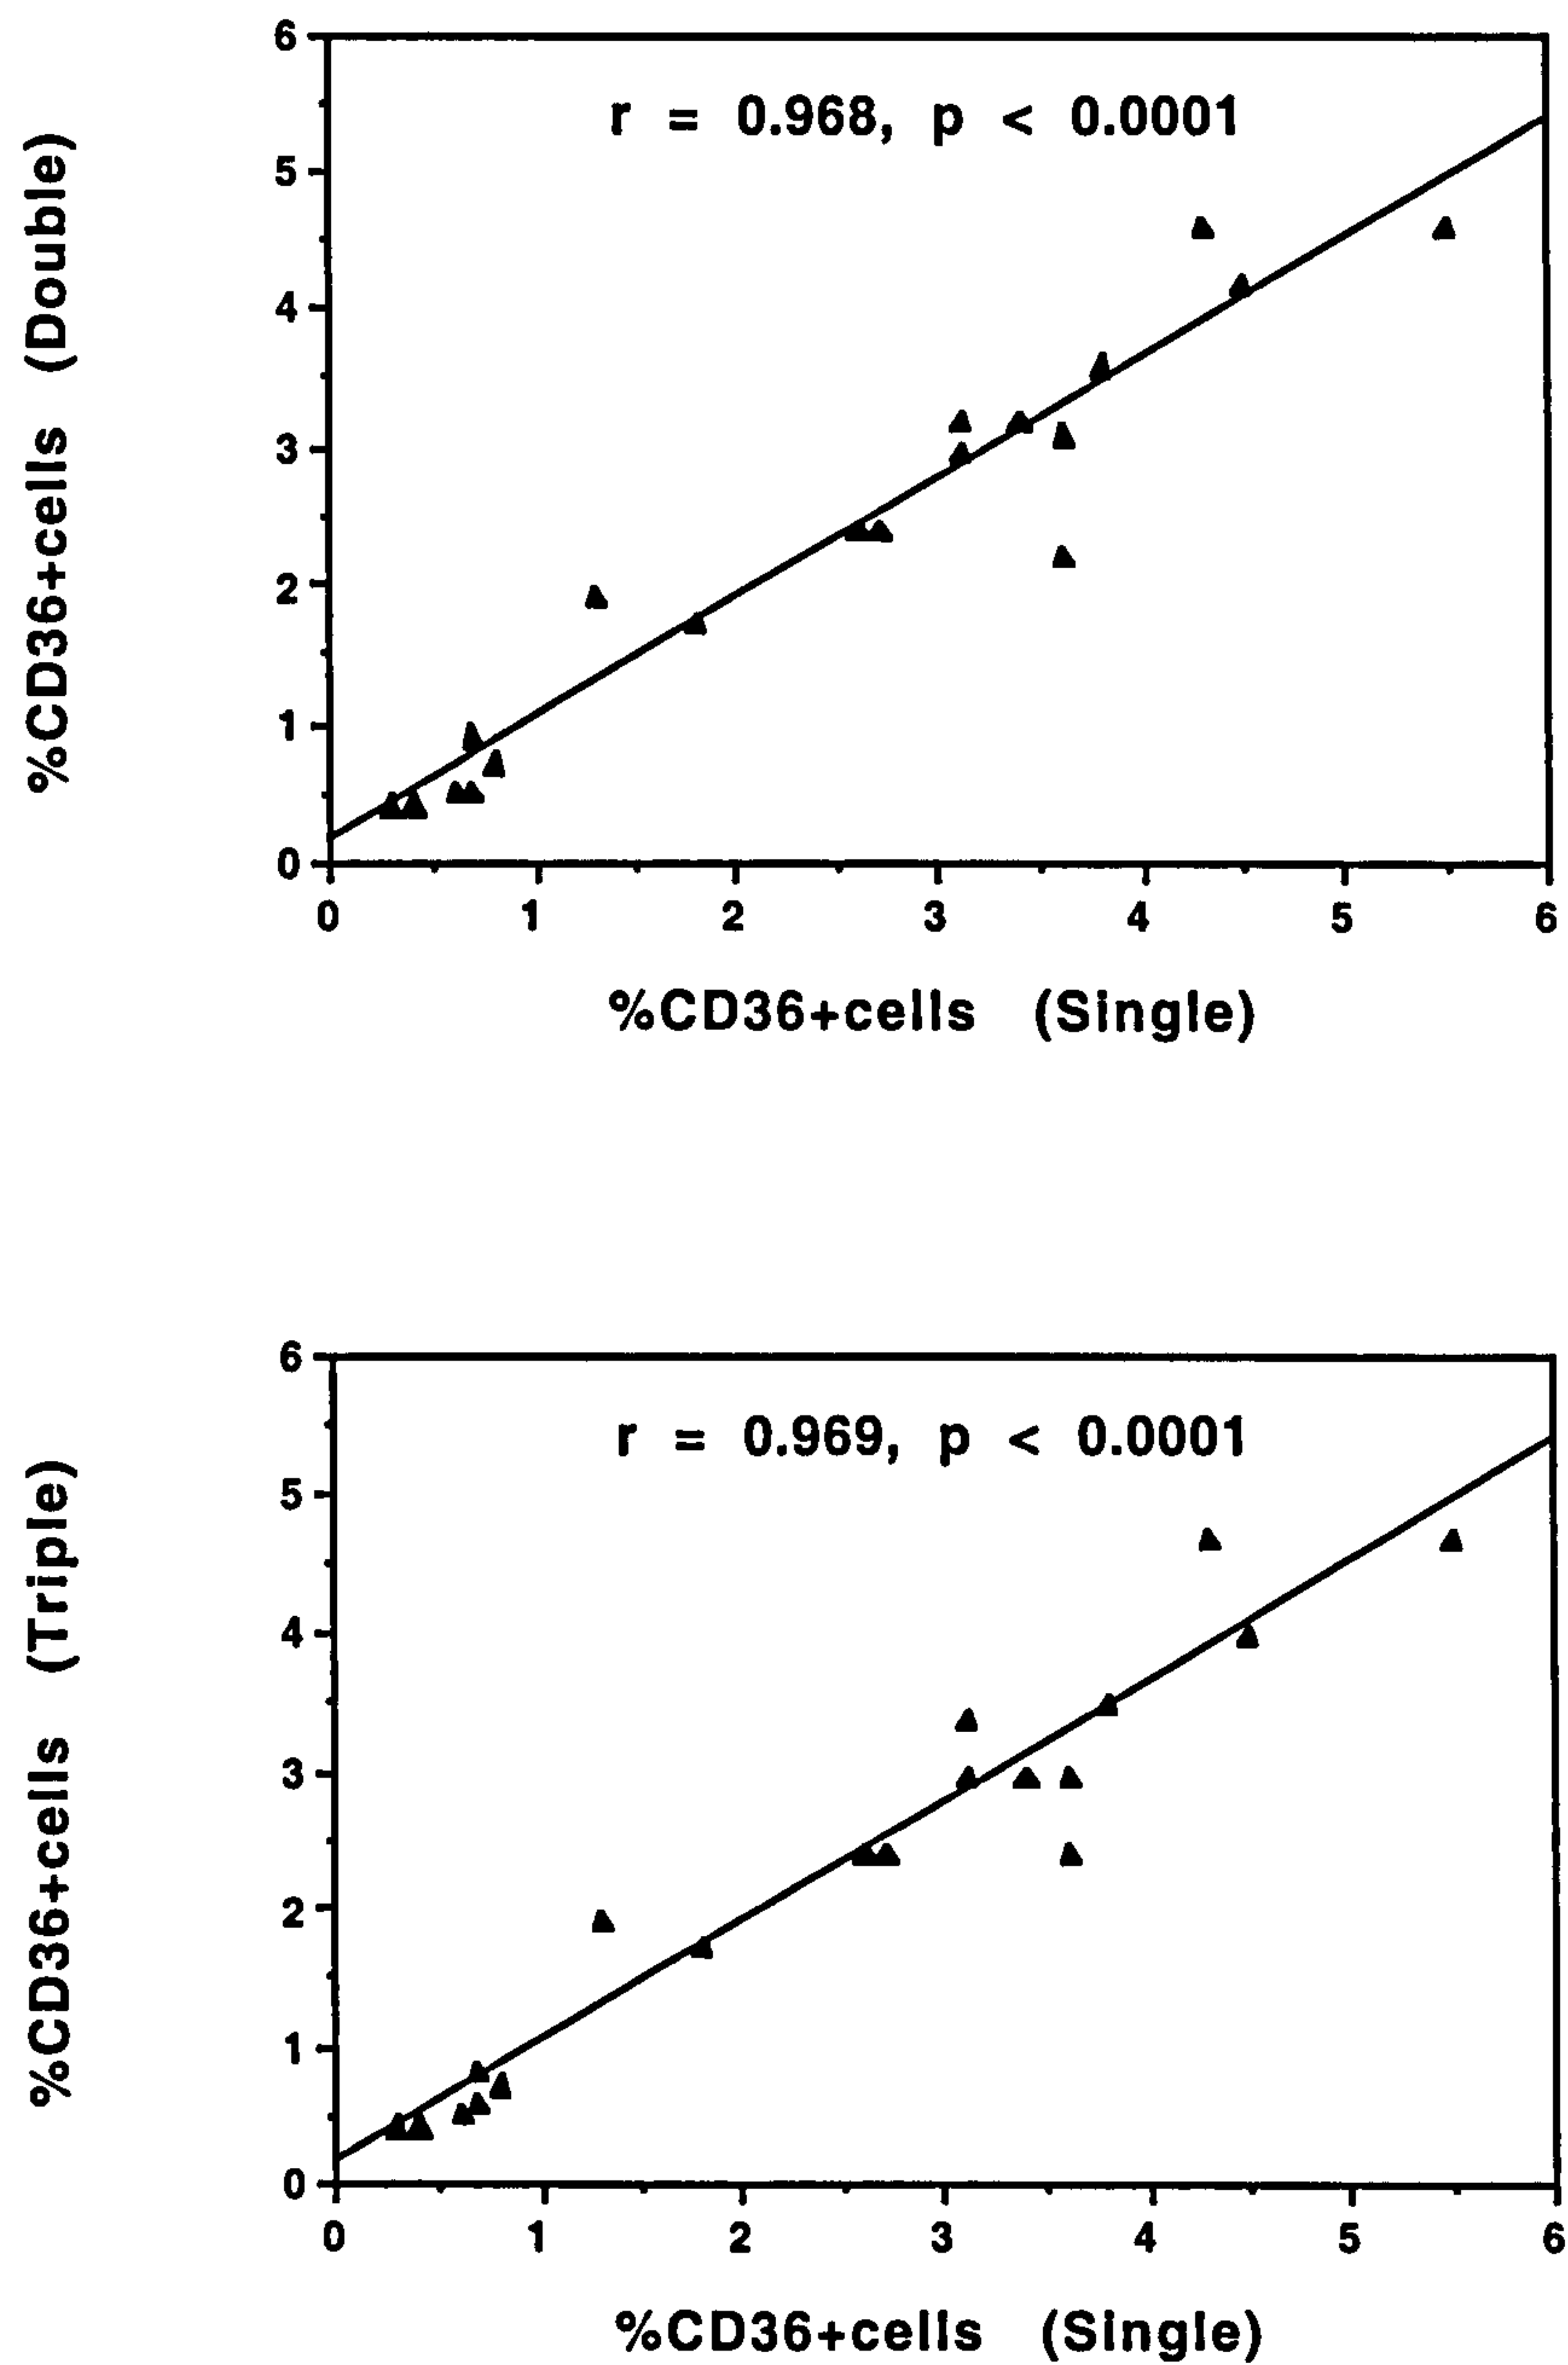 6
r = 0.968, p < 0.0001
5
4
3
2
1
0
%CD36+cells (Double)
0 1 2 3 4 5 6
%CD36+cells (Single)
6
r = 0.969, p < 0.0001
5
4
3
2
1
0
%CD36+cells (Triple)
0 1 2 3 4 5 6
%CD36+cells (Single)